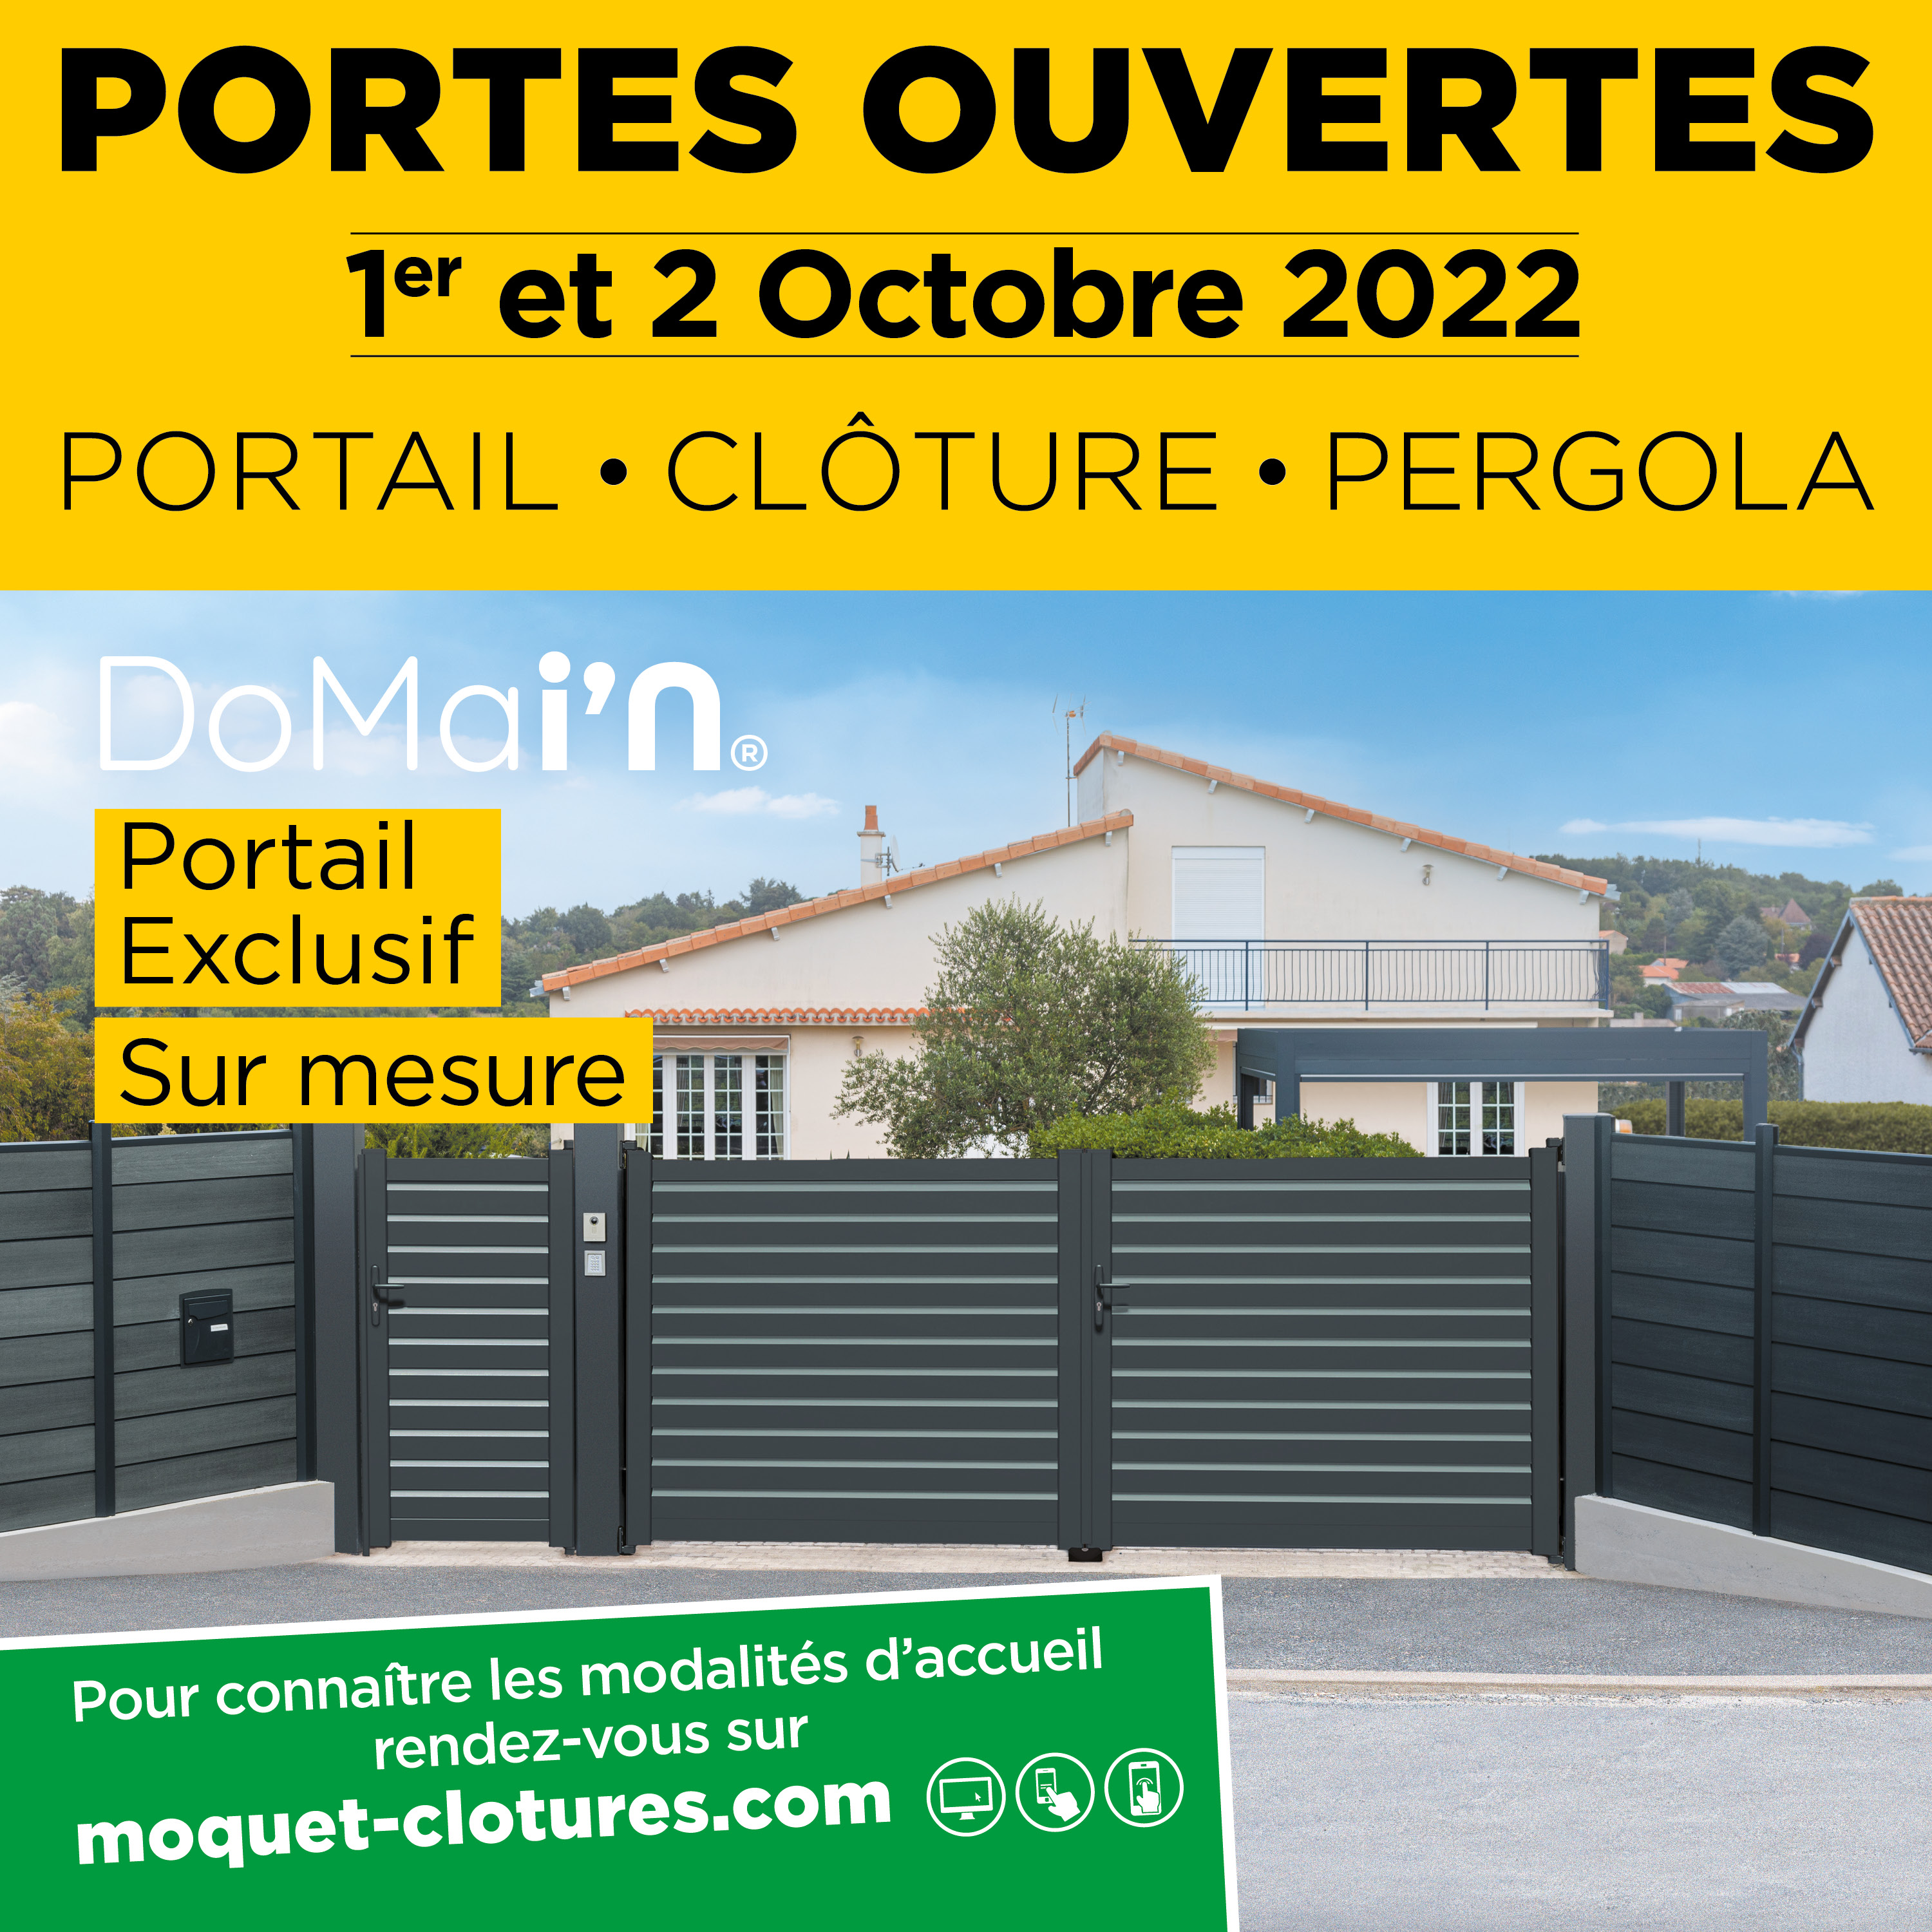 PORTES OUVERTES
1er et 2 Octobre 2022
PORTAIL • CLÔTURE • PERGOLA
DoMai’n®
Portail
Exclusif
Sur mesure
Pour connaître les modalités d’accueil
rendez-vous sur
moquet-clotures.com